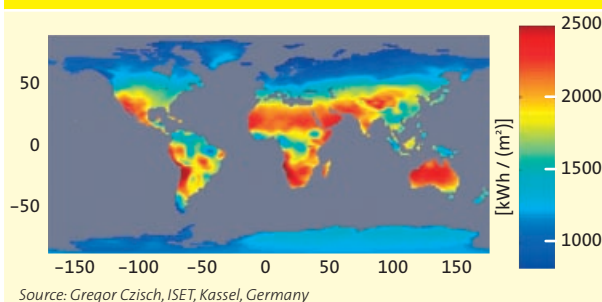 50
0
−50
−150 −100 −50 0 50 100 150
2500
2000
1500
1000
[kWh / (m²)]
Source: Gregor Czisch, ISET, Kassel, Germany